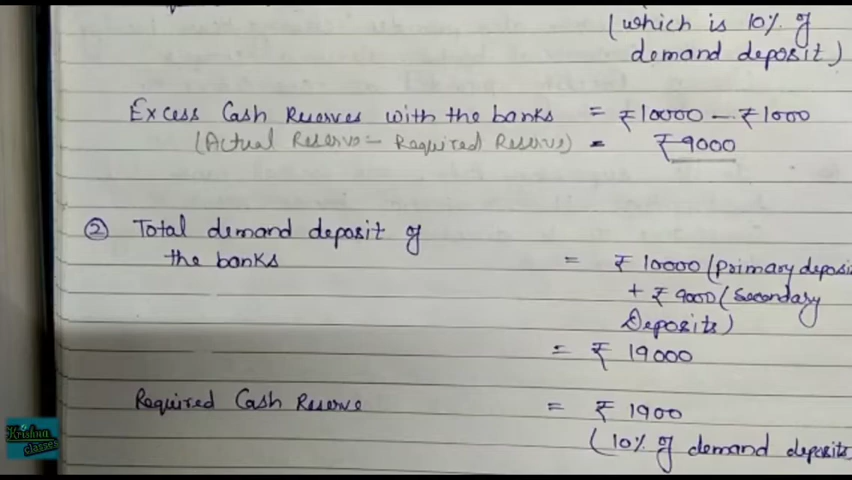 (which is 10% of
demand deposit)
Excess Cash Reserves with the banks = ₹10000 - ₹1000
(Actual Reserve - Required Reserve) = ₹9000
② Total demand deposit of
the banks = ₹10000 (primary deposi
+ ₹9000 (Secondary
Deposits)
= ₹19000
Required Cash Reserve = ₹1900
(10% of demand deposits
Krishna
classes